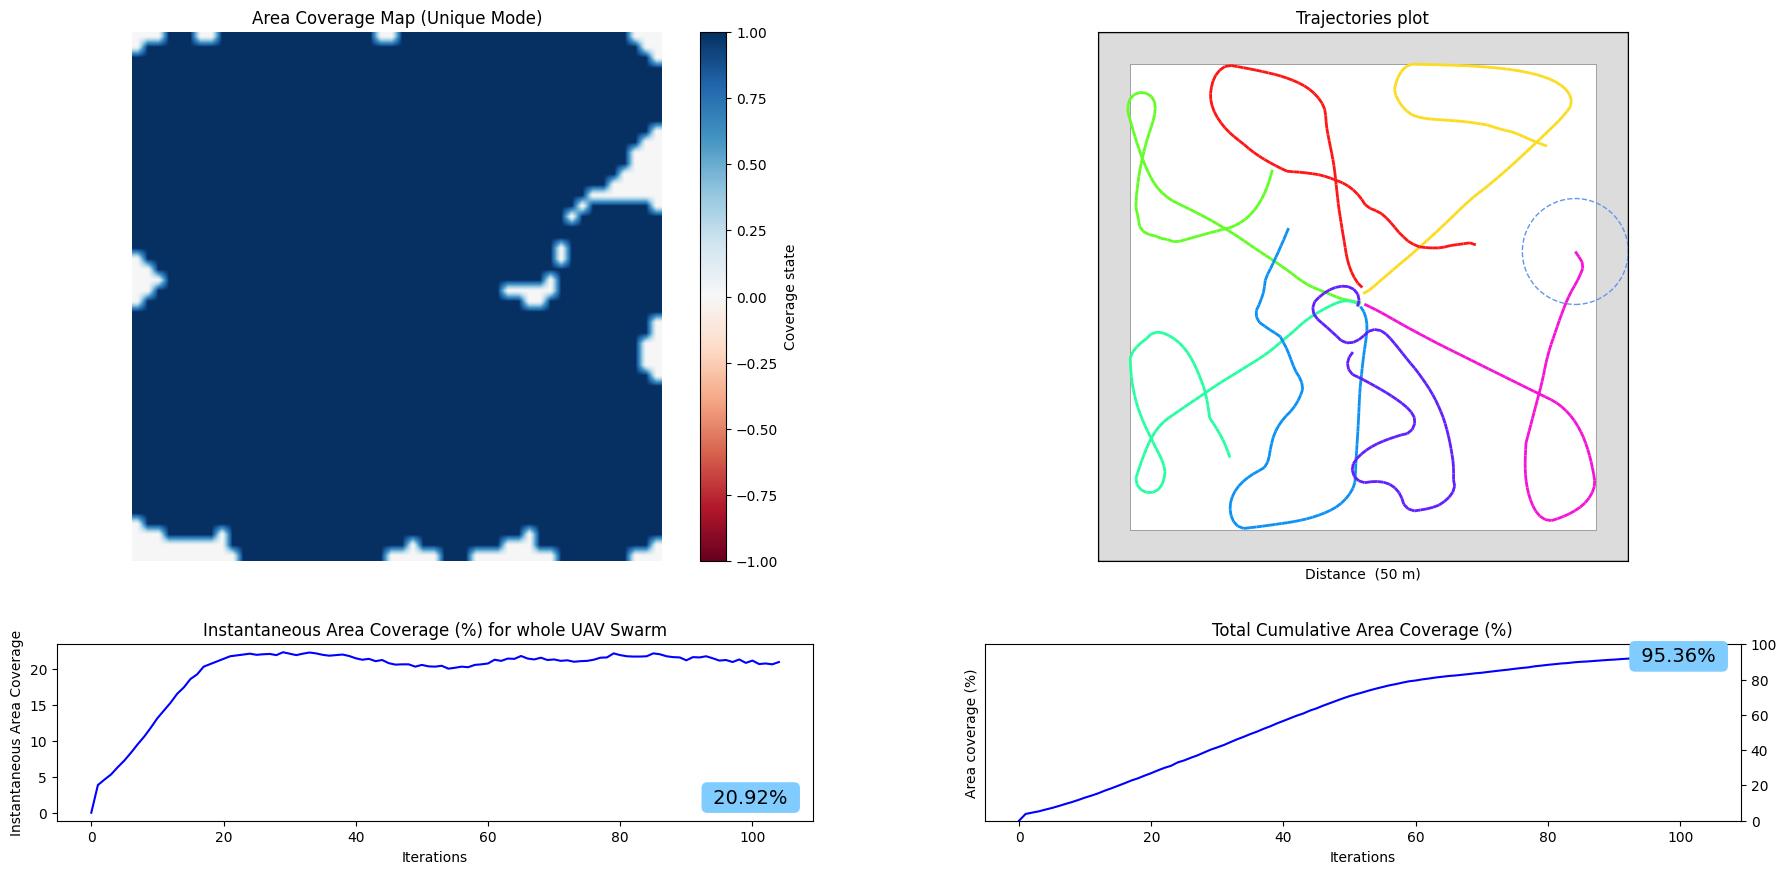 Area Coverage Map (Unique Mode)
1.00
0.75
0.50
0.25
0.00
−0.25
−0.50
−0.75
−1.00
Coverage state
Trajectories plot
Distance  (50 m)
Instantaneous Area Coverage (%) for whole UAV Swarm
Instantaneous Area Coverage
20
15
10
5
0
20.92%
0 20 40 60 80 100
Iterations
Total Cumulative Area Coverage (%)
Area coverage (%)
95.36%
100
80
60
40
20
0
0 20 40 60 80 100
Iterations